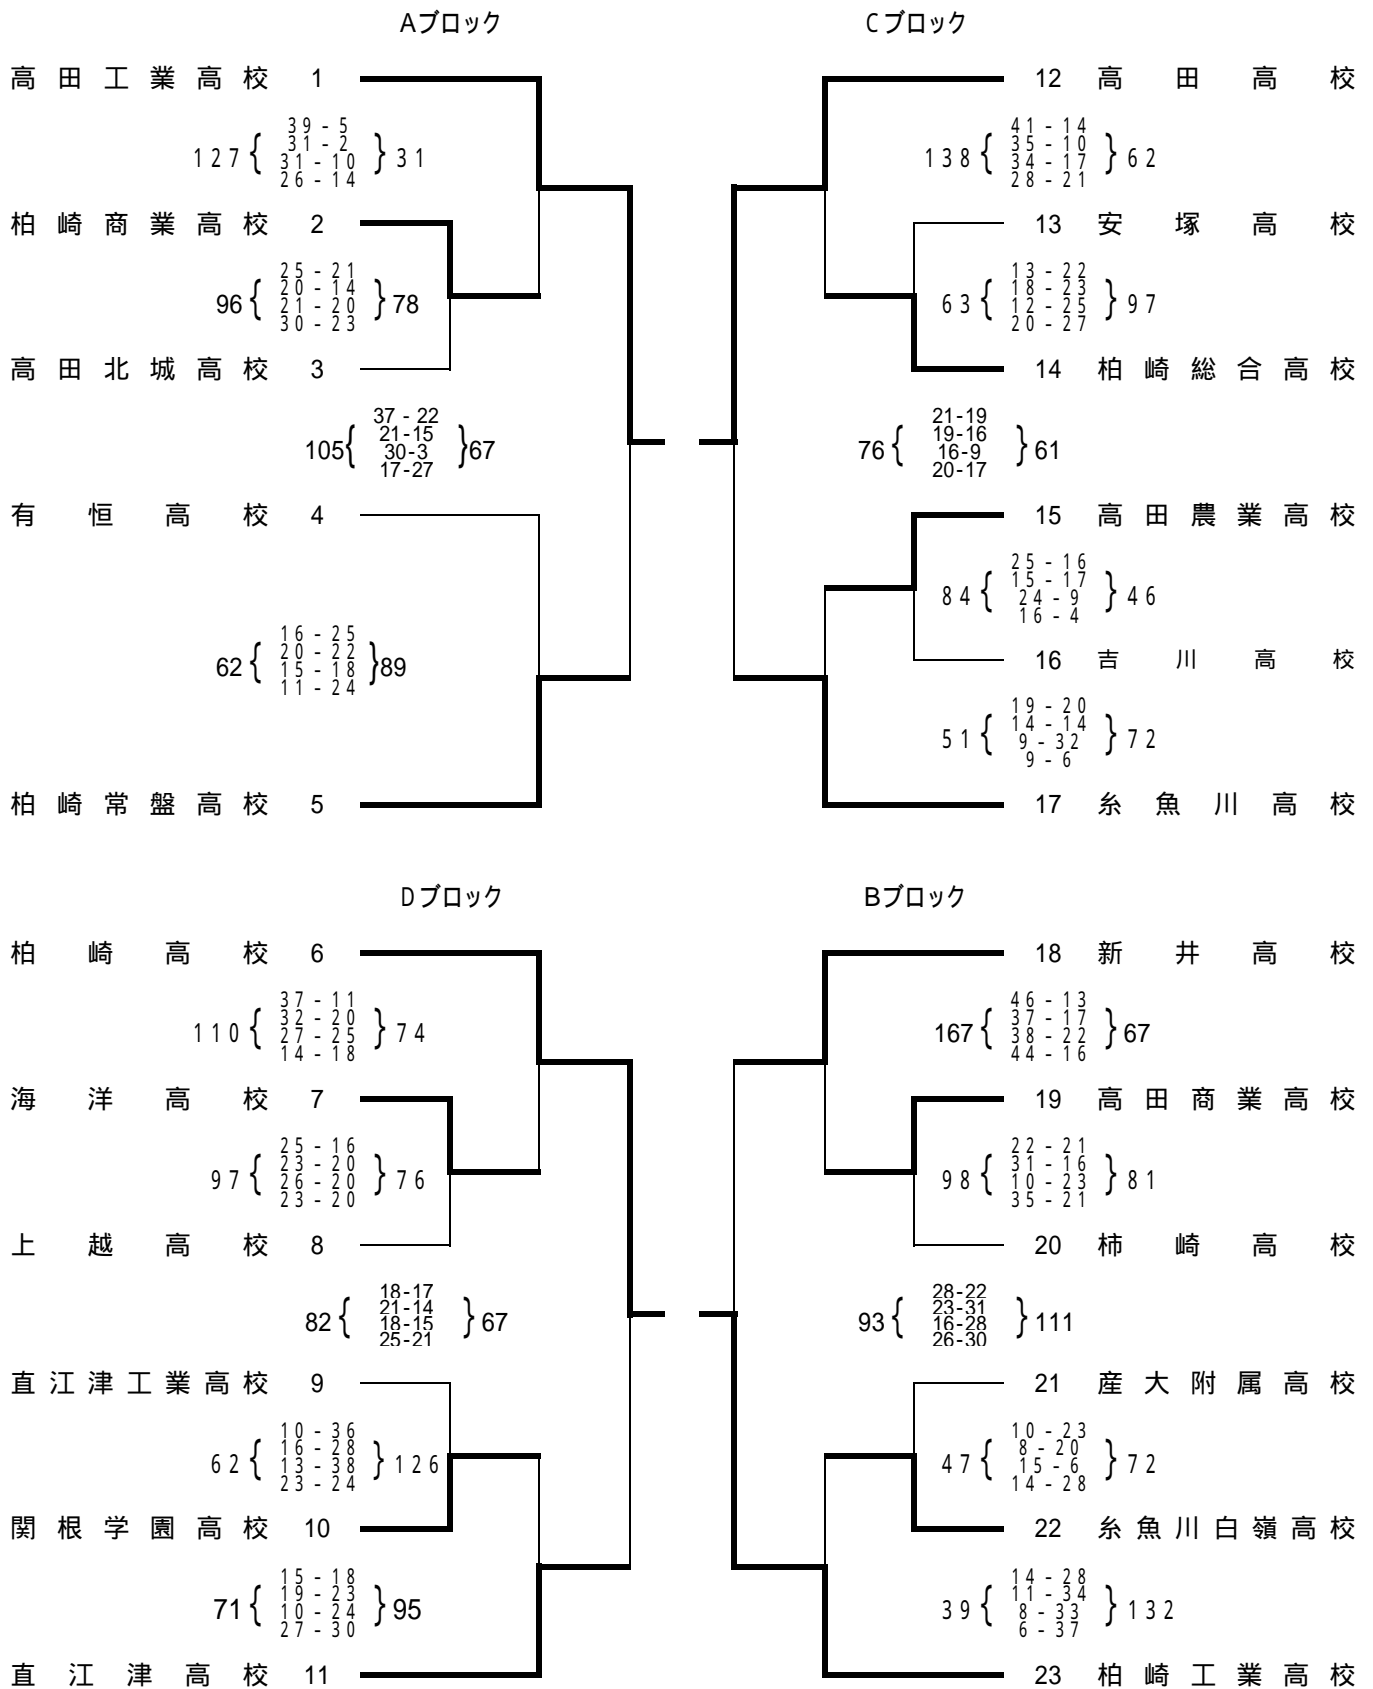 Aブロック
高田工業高校 1
127 { 39-5 } 31
31-2
31-10
26-14
柏崎商業高校 2
96 { 25-21 } 78
20-14
21-20
30-23
高田北城高校 3
105 { 37-22 } 67
21-15
30-3
17-27
有恒高校 4
62 { 16-25 } 89
20-22
15-18
11-24
柏崎常盤高校 5
Cブロック
12 高田高校
138 { 41-14 } 62
35-10
34-17
28-21
13 安塚高校
63 { 13-22 } 97
18-23
12-25
20-27
14 柏崎総合高校
76 { 21-19 } 61
19-16
16-9
20-17
15 高田農業高校
84 { 25-16 } 46
15-17
24-9
16-4
16 吉川高校
51 { 19-20 } 72
14-14
9-32
9-6
17 糸魚川高校
Dブロック
柏崎高校 6
110 { 37-11 } 74
32-20
27-25
14-18
海洋高校 7
97 { 25-16 } 76
23-20
26-20
23-20
上越高校 8
82 { 18-17 } 67
21-14
18-15
25-21
直江津工業高校 9
62 { 10-36 } 126
16-28
13-38
23-24
関根学園高校 10
71 { 15-18 } 95
19-23
10-24
27-30
直江津高校 11
Bブロック
18 新井高校
167 { 46-13 } 67
37-17
38-22
44-16
19 高田商業高校
98 { 22-21 } 81
31-16
10-23
35-21
20 柿崎高校
93 { 28-22 } 111
23-31
16-28
26-30
21 産大附属高校
47 { 10-23 } 72
8-20
15-6
14-28
22 糸魚川白嶺高校
39 { 14-28 } 132
11-34
8-33
6-37
23 柏崎工業高校